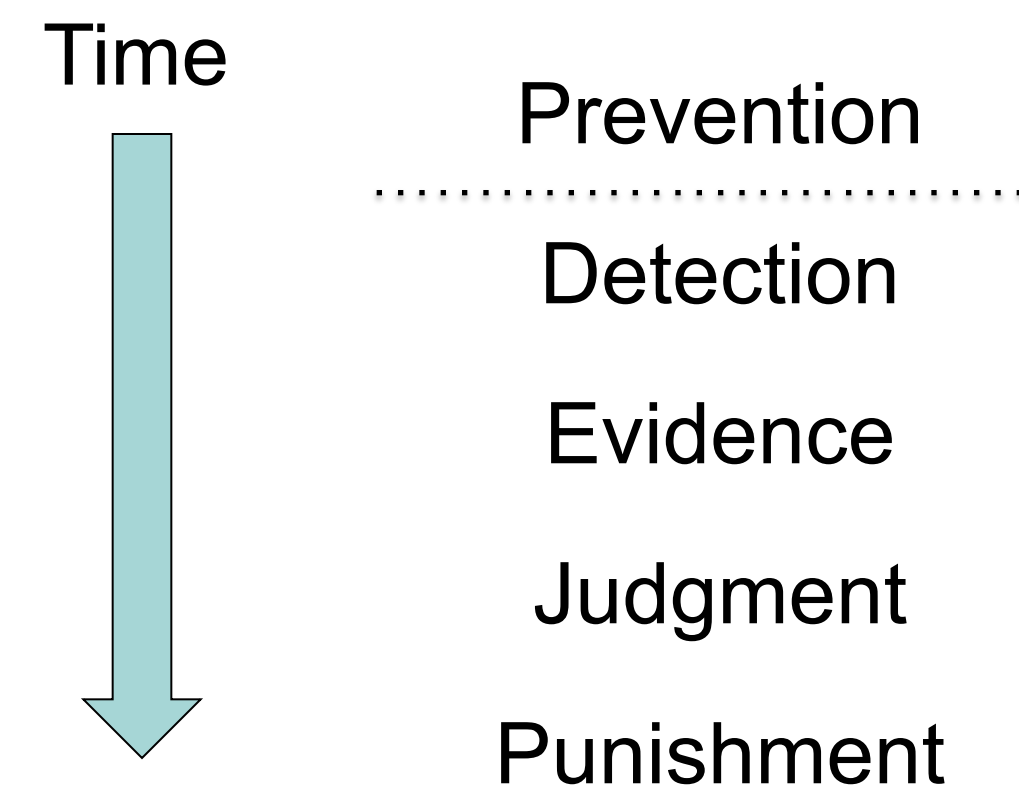 Time
Prevention
Detection
Evidence
Judgment
Punishment